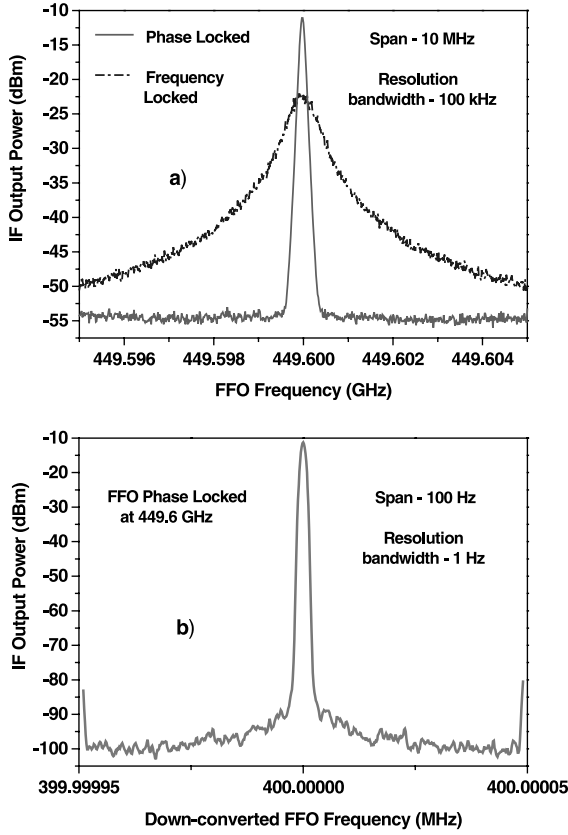 -10
-15
-20
-25
-30
-35
-40
-45
-50
-55
IF Output Power (dBm)
Phase Locked
Frequency
Locked
Span - 10 MHz
Resolution
bandwidth - 100 kHz
a)
449.596 449.598 449.600 449.602 449.604
FFO Frequency (GHz)
-10
-20
-30
-40
-50
-60
-70
-80
-90
-100
IF Output Power (dBm)
FFO Phase Locked
at 449.6 GHz
Span - 100 Hz
Resolution
bandwidth - 1 Hz
b)
399.99995 400.00000 400.00005
Down-converted FFO Frequency (MHz)